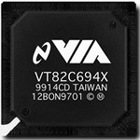 VIA
VT82C694X
9914CD TAIWAN
12BON9701 © Ⓜ